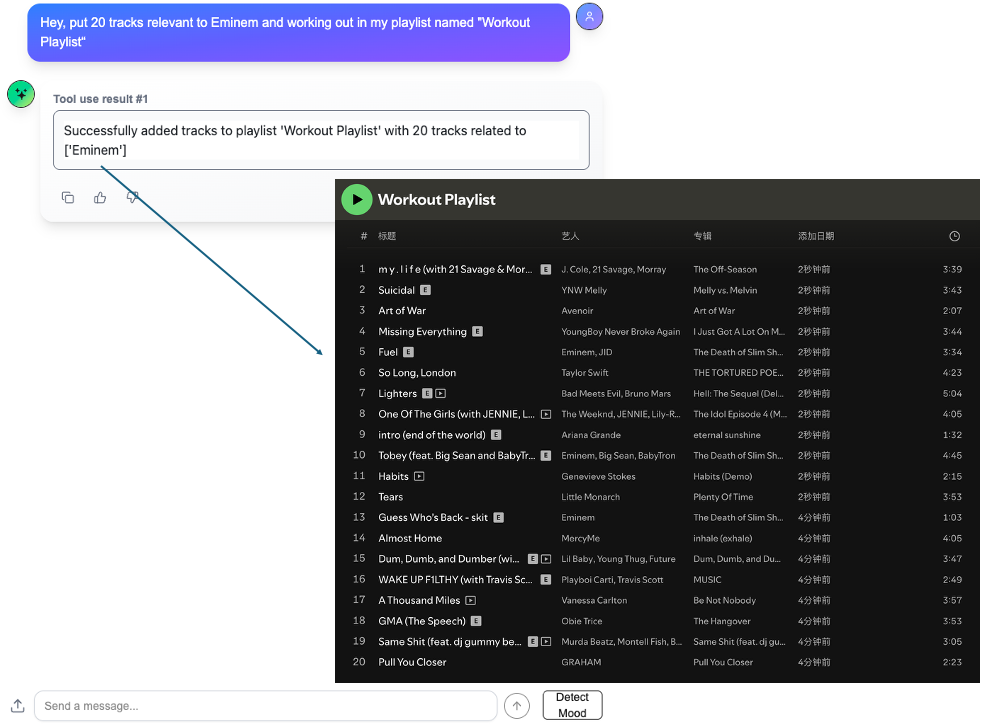 Hey, put 20 tracks relevant to Eminem and working out in my playlist named "Workout
Playlist"
Tool use result #1
Successfully added tracks to playlist 'Workout Playlist' with 20 tracks related to
['Eminem']
Workout Playlist
# 标题 艺人 专辑 添加日期
1 m y . l i f e (with 21 Savage & Mor... E J. Cole, 21 Savage, Morray The Off-Season 2秒钟前 3:39
2 Suicidal E YNW Melly Melly vs. Melvin 2秒钟前 3:43
3 Art of War Avenoir Art of War 2秒钟前 2:07
4 Missing Everything E YoungBoy Never Broke Again I Just Got A Lot On M... 2秒钟前 3:44
5 Fuel E Eminem, JID The Death of Slim Sh... 2秒钟前 3:34
6 So Long, London Taylor Swift THE TORTURED POE... 2秒钟前 4:23
7 Lighters E Bad Meets Evil, Bruno Mars Hell: The Sequel (Del... 2秒钟前 5:04
8 One Of The Girls (with JENNIE, L... The Weeknd, JENNIE, Lily-R... The Idol Episode 4 (M... 2秒钟前 4:05
9 intro (end of the world) E Ariana Grande eternal sunshine 2秒钟前 1:32
10 Tobey (feat. Big Sean and BabyTr... E Eminem, Big Sean, BabyTron The Death of Slim Sh... 2秒钟前 4:45
11 Habits Genevieve Stokes Habits (Demo) 2秒钟前 2:15
12 Tears Little Monarch Plenty Of Time 2秒钟前 3:53
13 Guess Who's Back - skit E Eminem The Death of Slim Sh... 4分钟前 1:03
14 Almost Home MercyMe inhale (exhale) 4分钟前 4:05
15 Dum, Dumb, and Dumber (wi... E Lil Baby, Young Thug, Future Dum, Dumb, and Du... 4分钟前 3:47
16 WAKE UP F1LTHY (with Travis Sc... E Playboi Carti, Travis Scott MUSIC 4分钟前 2:49
17 A Thousand Miles Vanessa Carlton Be Not Nobody 4分钟前 3:57
18 GMA (The Speech) E Obie Trice The Hangover 4分钟前 3:53
19 Same Shit (feat. dj gummy be... E Murda Beatz, Montell Fish, B... Same Shit (feat. dj gu... 4分钟前 3:05
20 Pull You Closer GRAHAM Pull You Closer 4分钟前 2:23
Send a message...
Detect
Mood